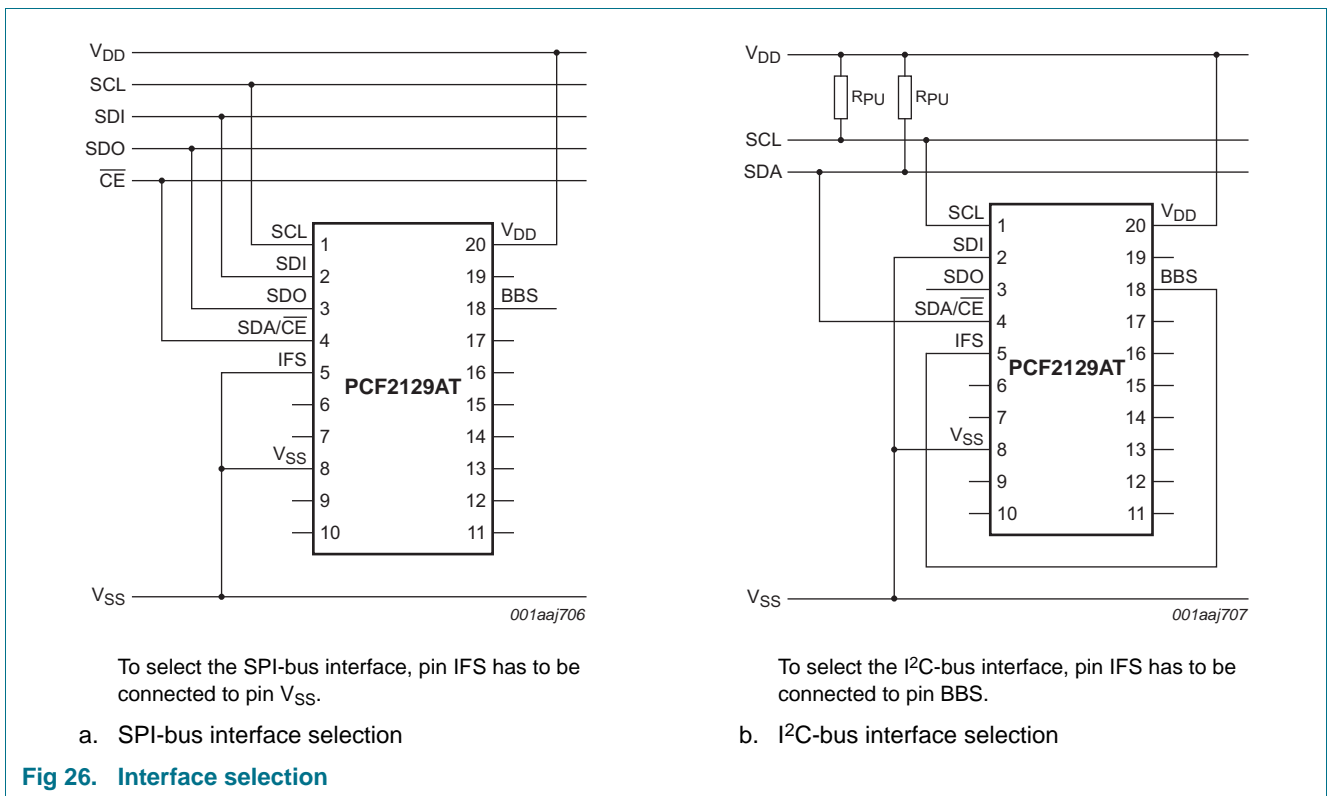 VDD
SCL
SDI
SDO
CE
SCL
1
SDI
2
SDO
3
SDA/CE
4
IFS
5
6
7
VSS
8
9
10
PCF2129AT
20
VDD
19
18
BBS
17
16
15
14
13
12
11
VSS
001aaj706
To select the SPI-bus interface, pin IFS has to be
connected to pin VSS.
a. SPI-bus interface selection
VDD
RPU
RPU
SCL
SDA
SCL
1
SDI
2
SDO
3
SDA/CE
4
IFS
5
6
7
VSS
8
9
10
PCF2129AT
20
VDD
19
18
BBS
17
16
15
14
13
12
11
VSS
001aaj707
To select the I2C-bus interface, pin IFS has to be
connected to pin BBS.
b. I2C-bus interface selection
Fig 26. Interface selection